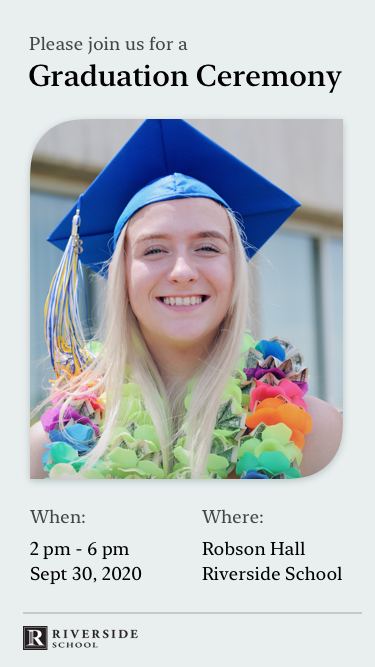 Please join us for a
Graduation Ceremony
When:
2 pm - 6 pm
Sept 30, 2020
Where:
Robson Hall
Riverside School
R RIVERSIDE
SCHOOL